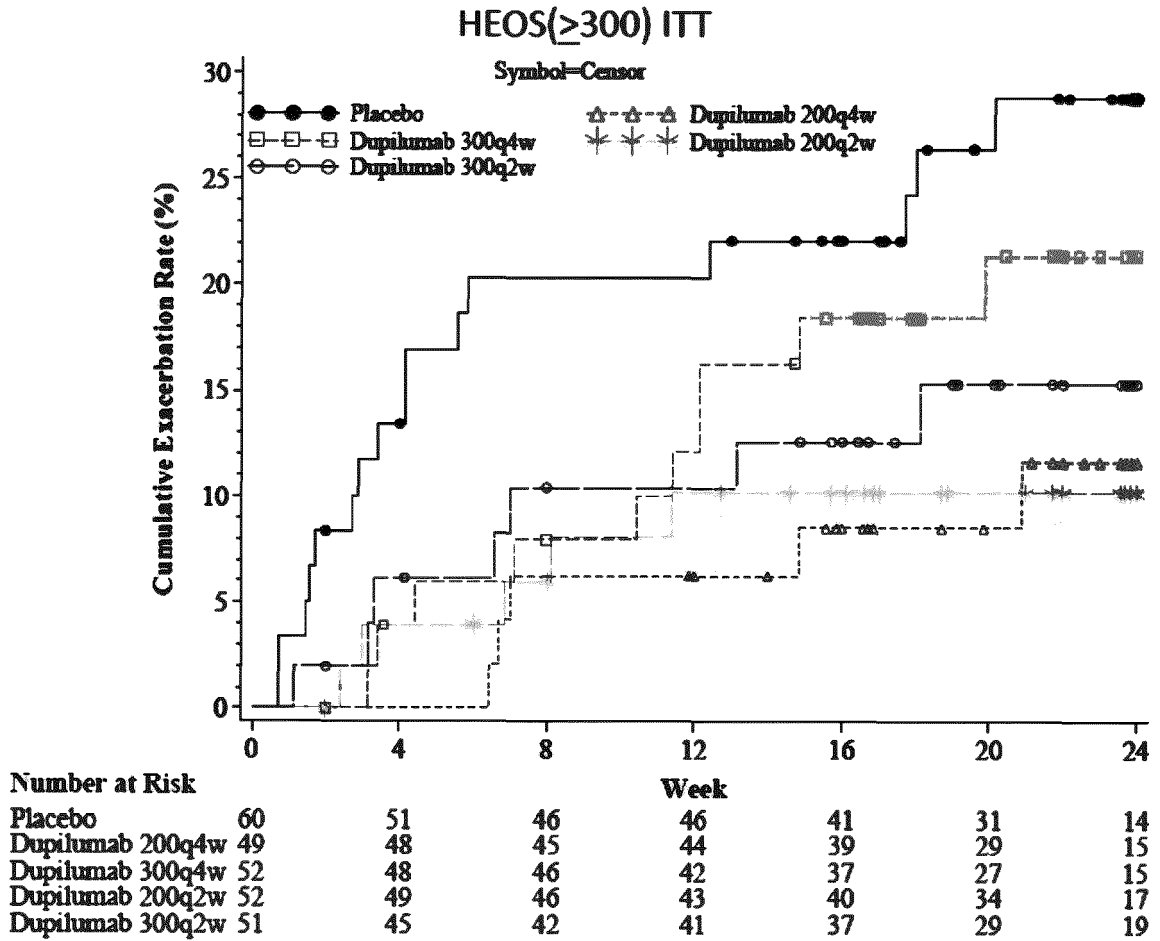 HEOS(≥300) ITT
Symbol=Censor
Placebo
Dupilumab 300q4w
Dupilumab 300q2w
Dupilumab 200q4w
Dupilumab 200q2w
Cumulative Exacerbation Rate (%)
30
25
20
15
10
5
0
0 4 8 12 16 20 24
Number at Risk
Week
Placebo 60 51 46 46 41 31 14
Dupilumab 200q4w 49 48 45 44 39 29 15
Dupilumab 300q4w 52 48 46 42 37 27 15
Dupilumab 200q2w 52 49 46 43 40 34 17
Dupilumab 300q2w 51 45 42 41 37 29 19